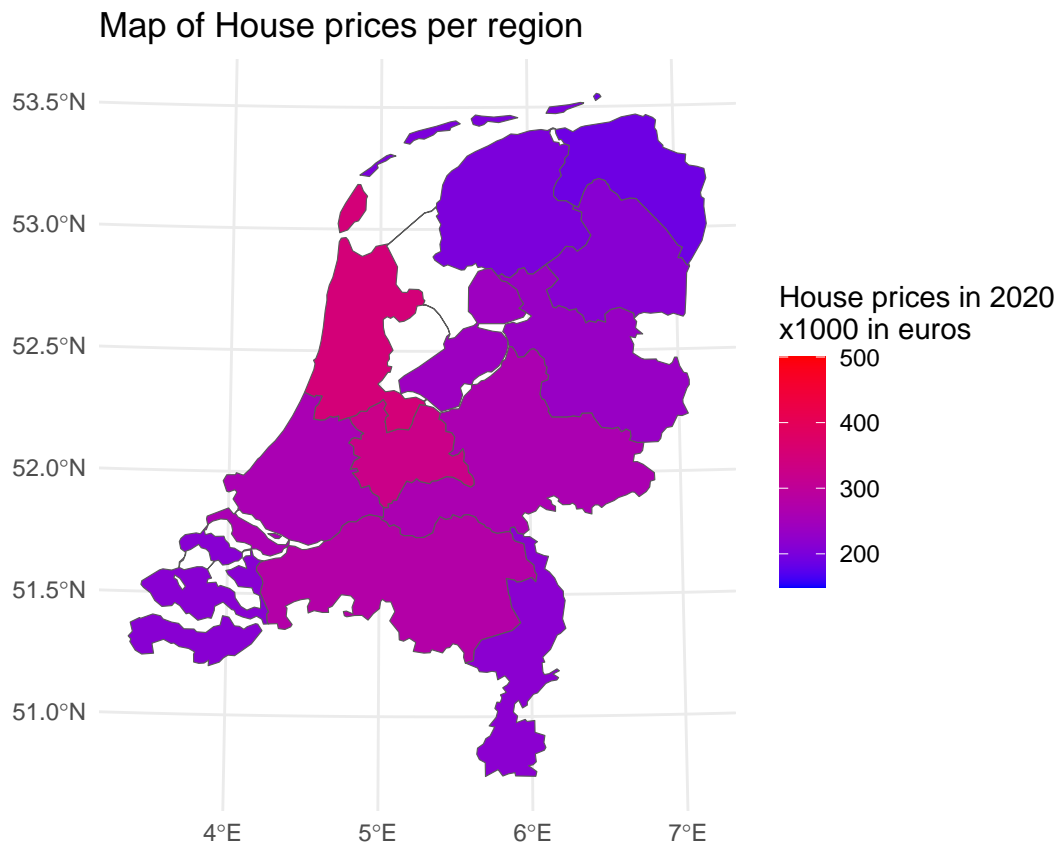 Map of House prices per region
53.5°N
53.0°N
52.5°N
52.0°N
51.5°N
51.0°N
4°E
5°E
6°E
7°E
House prices in 2020
x1000 in euros
500
400
300
200